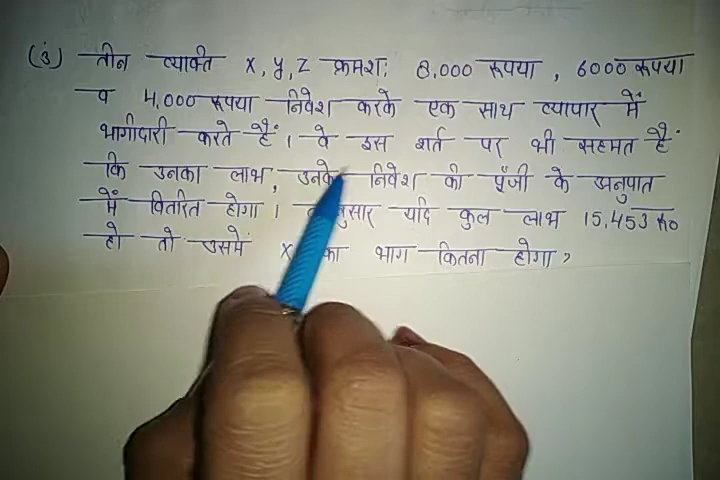 (3) तीन व्यक्ति x, y, z क्रमश: 8,000 रूपया , 6000 रूपया
व 4,000 रूपया निवेश करके एक साथ व्यापार में
भागीदारी करते हैं । वे इस शर्त पर भी सहमत हैं
कि उनका लाभ, उनके निवेश की पूँजी के अनुपात
में वितरित होगा । यदि कुल लाभ 15,453 रू०
हो तो उसमें x का भाग कितना होगा ,